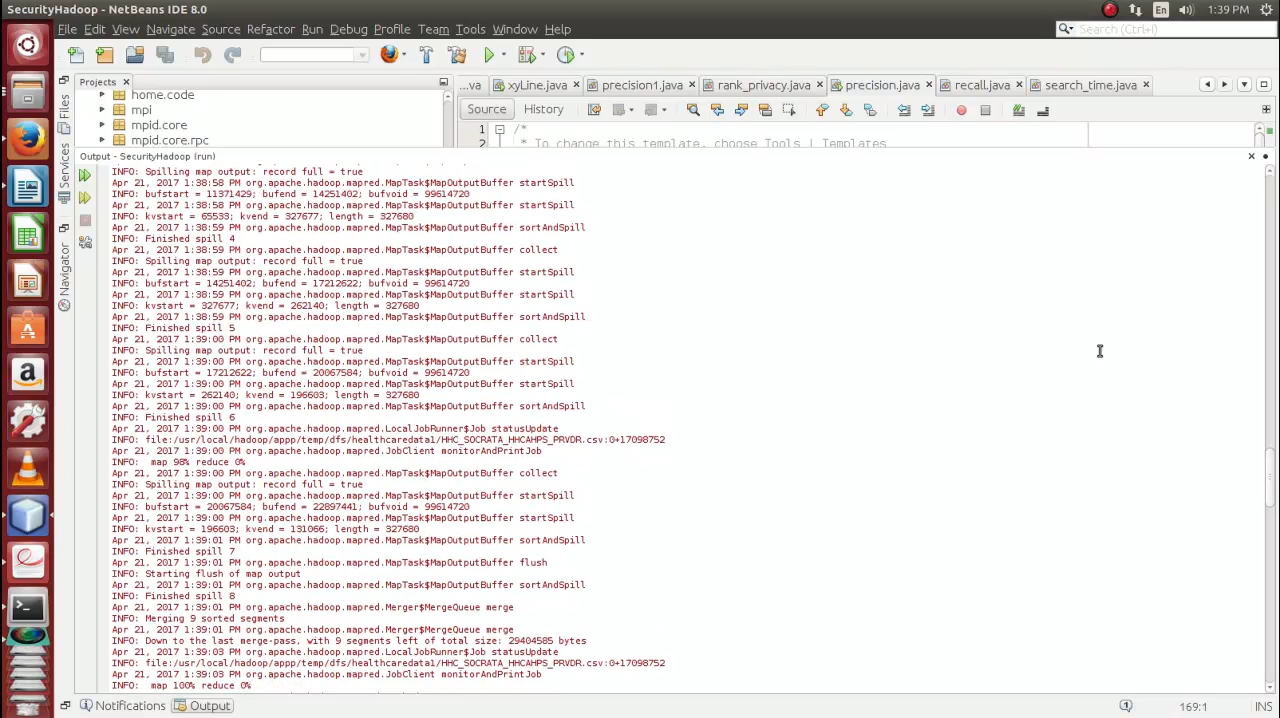 SecurityHadoop - NetBeans IDE 8.0
En 1:39 PM
File Edit View Navigate Source Refactor Run Debug Profile Team Tools Window Help
Search (Ctrl+I)
Projects
...va xyLine.java precision1.java rank_privacy.java precision.java recall.java search_time.java
home.code
mpi
mpid.core
mpid.core.rpc
Source History
1 /*
2 * To change this template, choose Tools | Templates
Files
Services
Navigator
Output - SecurityHadoop (run)
INFO: Spilling map output: record full = true
Apr 21, 2017 1:38:58 PM org.apache.hadoop.mapred.MapTask$MapOutputBuffer startSpill
INFO: bufstart = 11371429; bufend = 14251402; bufvoid = 99614720
Apr 21, 2017 1:38:58 PM org.apache.hadoop.mapred.MapTask$MapOutputBuffer startSpill
INFO: kvstart = 65533; kvend = 327677; length = 327680
Apr 21, 2017 1:38:59 PM org.apache.hadoop.mapred.MapTask$MapOutputBuffer sortAndSpill
INFO: Finished spill 4
Apr 21, 2017 1:38:59 PM org.apache.hadoop.mapred.MapTask$MapOutputBuffer collect
INFO: Spilling map output: record full = true
Apr 21, 2017 1:38:59 PM org.apache.hadoop.mapred.MapTask$MapOutputBuffer startSpill
INFO: bufstart = 14251402; bufend = 17212622; bufvoid = 99614720
Apr 21, 2017 1:38:59 PM org.apache.hadoop.mapred.MapTask$MapOutputBuffer startSpill
INFO: kvstart = 327677; kvend = 262140; length = 327680
Apr 21, 2017 1:38:59 PM org.apache.hadoop.mapred.MapTask$MapOutputBuffer sortAndSpill
INFO: Finished spill 5
Apr 21, 2017 1:39:00 PM org.apache.hadoop.mapred.MapTask$MapOutputBuffer collect
INFO: Spilling map output: record full = true
Apr 21, 2017 1:39:00 PM org.apache.hadoop.mapred.MapTask$MapOutputBuffer startSpill
INFO: bufstart = 17212622; bufend = 20067584; bufvoid = 99614720
Apr 21, 2017 1:39:00 PM org.apache.hadoop.mapred.MapTask$MapOutputBuffer startSpill
INFO: kvstart = 262140; kvend = 196603; length = 327680
Apr 21, 2017 1:39:00 PM org.apache.hadoop.mapred.MapTask$MapOutputBuffer sortAndSpill
INFO: Finished spill 6
Apr 21, 2017 1:39:00 PM org.apache.hadoop.mapred.LocalJobRunner$Job statusUpdate
INFO: file:/usr/local/hadoop/appp/temp/dfs/healthcaredata1/HHC_SOCDATA_HHCAHPS_PRVDR.csv:0+17098752
Apr 21, 2017 1:39:00 PM org.apache.hadoop.mapred.JobClient monitorAndPrintJob
INFO:  map 98% reduce 0%
Apr 21, 2017 1:39:00 PM org.apache.hadoop.mapred.MapTask$MapOutputBuffer collect
INFO: Spilling map output: record full = true
Apr 21, 2017 1:39:00 PM org.apache.hadoop.mapred.MapTask$MapOutputBuffer startSpill
INFO: bufstart = 20067584; bufend = 22897441; bufvoid = 99614720
Apr 21, 2017 1:39:00 PM org.apache.hadoop.mapred.MapTask$MapOutputBuffer startSpill
INFO: kvstart = 196603; kvend = 131066; length = 327680
Apr 21, 2017 1:39:01 PM org.apache.hadoop.mapred.MapTask$MapOutputBuffer sortAndSpill
INFO: Finished spill 7
Apr 21, 2017 1:39:01 PM org.apache.hadoop.mapred.MapTask$MapOutputBuffer flush
INFO: Starting flush of map output
Apr 21, 2017 1:39:01 PM org.apache.hadoop.mapred.MapTask$MapOutputBuffer sortAndSpill
INFO: Finished spill 8
Apr 21, 2017 1:39:01 PM org.apache.hadoop.mapred.Merger$MergeQueue merge
INFO: Merging 9 sorted segments
Apr 21, 2017 1:39:01 PM org.apache.hadoop.mapred.Merger$MergeQueue merge
INFO: Down to the last merge-pass, with 9 segments left of total size: 29404585 bytes
Apr 21, 2017 1:39:03 PM org.apache.hadoop.mapred.LocalJobRunner$Job statusUpdate
INFO: file:/usr/local/hadoop/appp/temp/dfs/healthcaredata1/HHC_SOCDATA_HHCAHPS_PRVDR.csv:0+17098752
Apr 21, 2017 1:39:03 PM org.apache.hadoop.mapred.JobClient monitorAndPrintJob
INFO:  map 100% reduce 0%
Notifications Output 169:1 INS